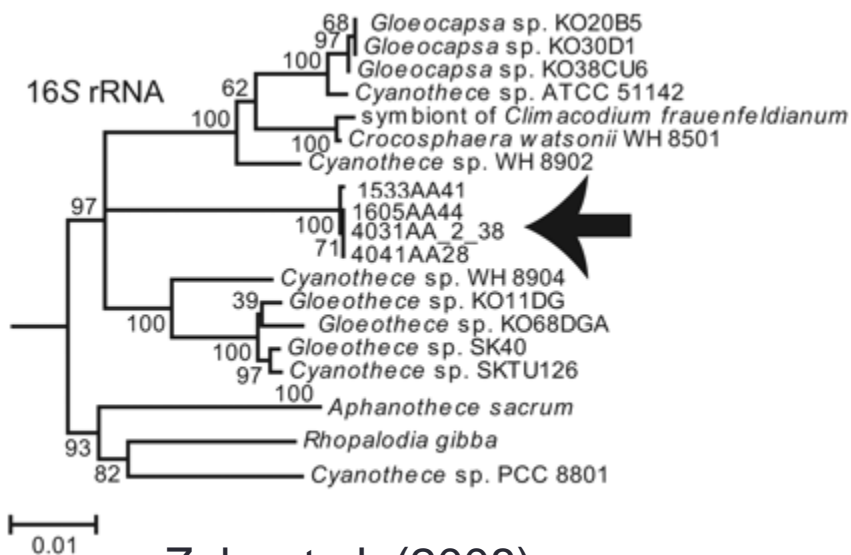 68 Gloeocapsa sp. KO20B5
97 Gloeocapsa sp. KO30D1
100 Gloeocapsa sp. KO38CU6
16S rRNA
62 Cyanothece sp. ATCC 51142
100 symbiont of Climacodium frauenfeldianum
100 Crocosphaera watsonii WH 8501
Cyanothece sp. WH 8902
97 1533AA41
100 1605AA44
4031AA_2_38
71 4041AA28
Cyanothece sp. WH 8904
39 Gloeothece sp. KO11DG
100 Gloeothece sp. KO68DGA
100 Gloeothece sp. SK40
97 Cyanothece sp. SKTU126
100
Aphanothece sacrum
93 Rhopalodia gibba
82 Cyanothece sp. PCC 8801
0.01